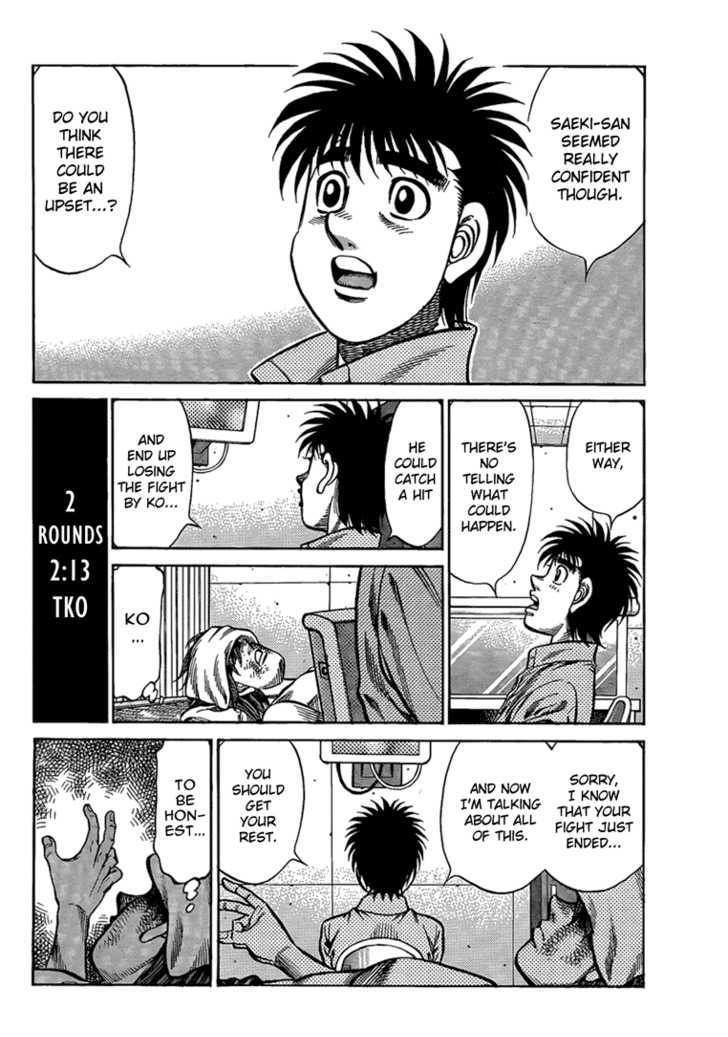 SAEKI-SAN
SEEMED
REALLY
CONFIDENT
THOUGH.
DO YOU
THINK
THERE
COULD
BE AN
UPSET...?
EITHER
WAY,
THERE'S
NO
TELLING
WHAT
COULD
HAPPEN.
HE
COULD
CATCH
A HIT
AND
END UP
LOSING
THE FIGHT
BY KO...
KO
...
2
ROUNDS
2:13
TKO
SORRY,
I KNOW
THAT YOUR
FIGHT JUST
ENDED...
AND NOW
I'M TALKING
ABOUT ALL
OF THIS.
YOU
SHOULD
GET
YOUR
REST.
TO
BE
HON-
EST...